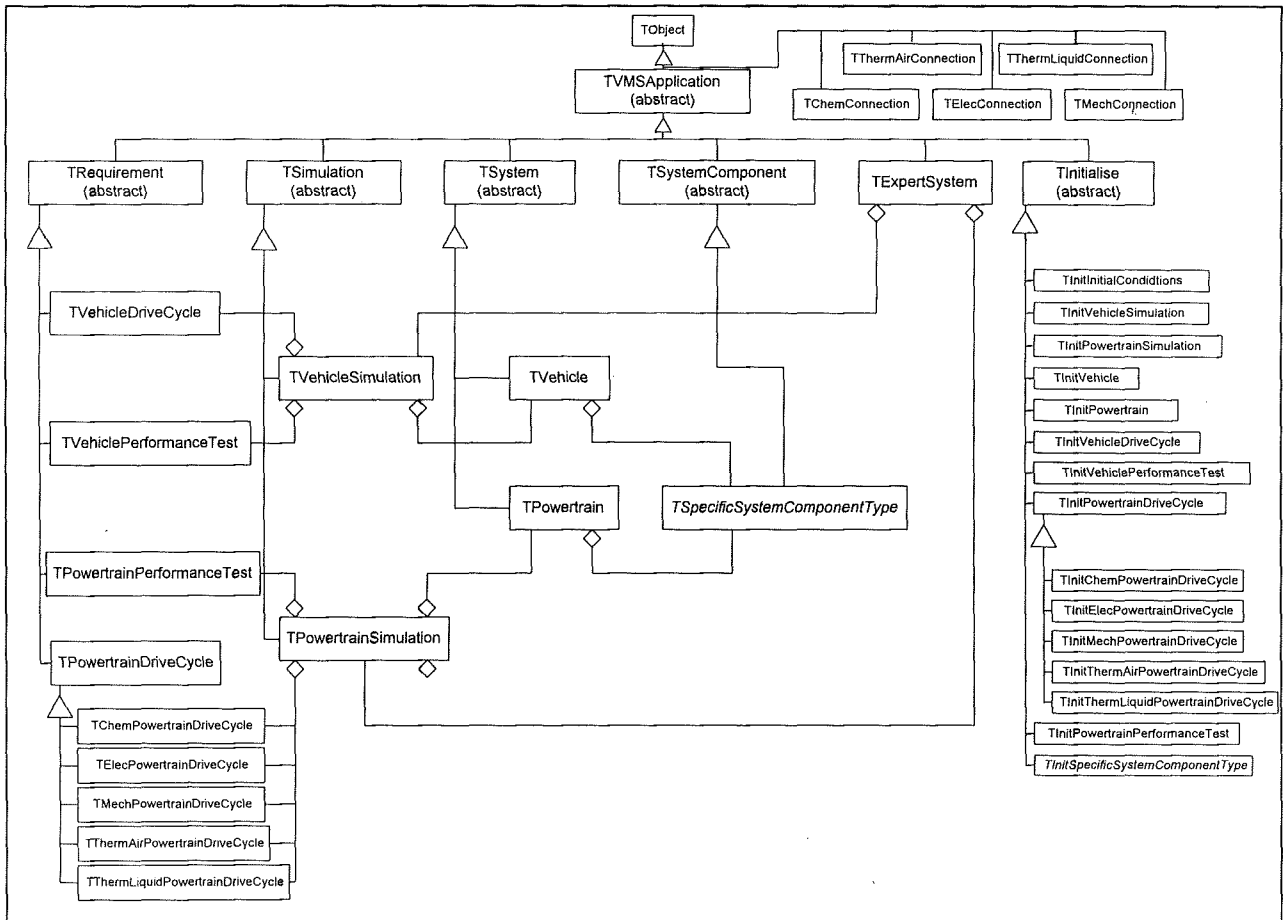 TObject
TThermAirConnection
TThermLiquidConnection
TVMSApplication
(abstract)
TChemConnection
TElecConnection
TMechConnection
TRequirement
(abstract)
TSimulation
(abstract)
TSystem
(abstract)
TSystemComponent
(abstract)
TExpertSystem
TInitialise
(abstract)
TVehicleDriveCycle
TVehicleSimulation
TVehicle
TVehiclePerformanceTest
TPowertrain
TSpecificSystemComponentType
TPowertrainPerformanceTest
TPowertrainSimulation
TPowertrainDriveCycle
TChemPowertrainDriveCycle
TElecPowertrainDriveCycle
TMechPowertrainDriveCycle
TThermAirPowertrainDriveCycle
TThermLiquidPowertrainDriveCycle
TInitInitialCondidtions
TInitVehicleSimulation
TInitPowertrainSimulation
TInitVehicle
TInitPowertrain
TInitVehicleDriveCycle
TInitVehiclePerformanceTest
TInitPowertrainDriveCycle
TInitChemPowertrainDriveCycle
TInitElecPowertrainDriveCycle
TInitMechPowertrainDriveCycle
TInitThermAirPowertrainDriveCycle
TInitThermLiquidPowertrainDriveCycle
TInitPowertrainPerformanceTest
TInitSpecificSystemComponentType